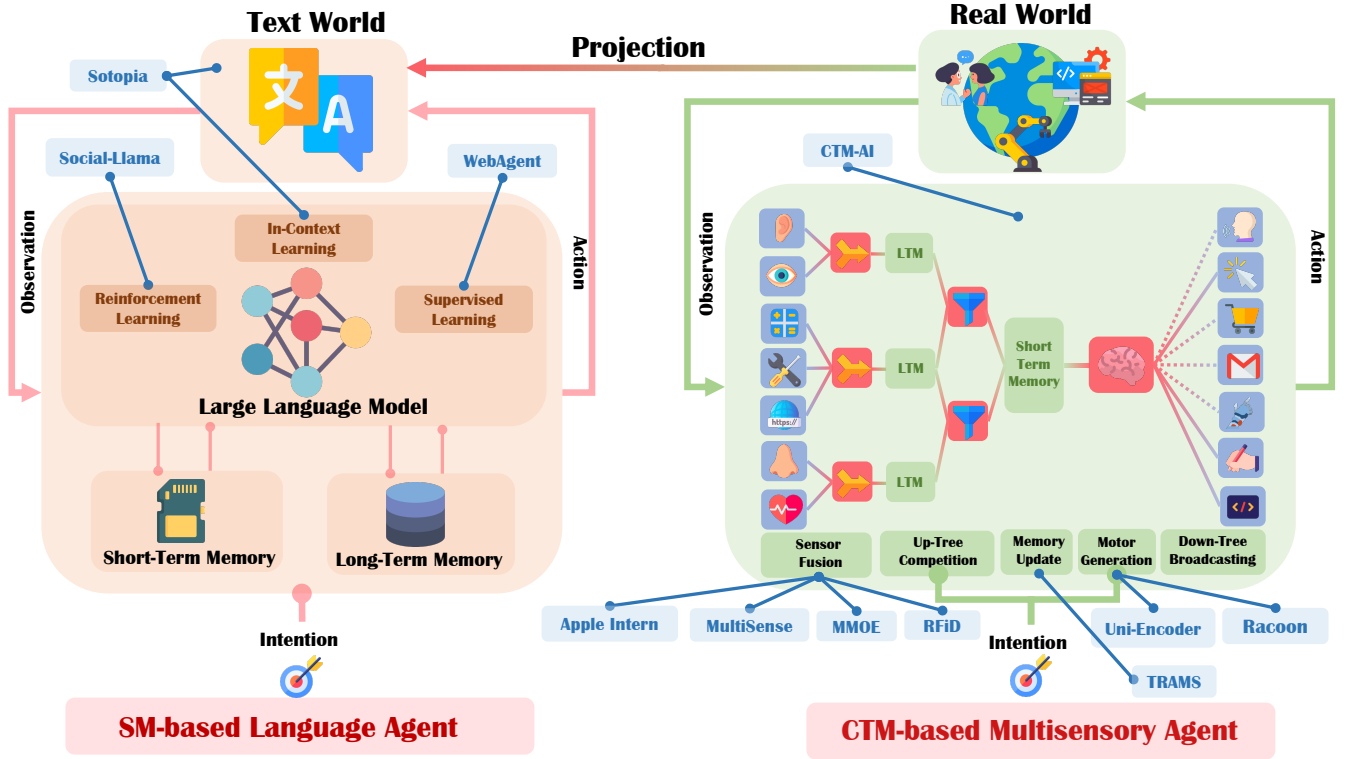 Text World
Real World
Projection
Sotopia
文
A
Social-Llama
WebAgent
CTM-AI
Observation
Action
Observation
Action
In-Context
Learning
Reinforcement
Learning
Supervised
Learning
Large Language Model
Short-Term Memory
Long-Term Memory
LTM
LTM
LTM
Short
Term
Memory
https://
</>
</>
Sensor
Fusion
Up-Tree
Competition
Memory
Update
Motor
Generation
Down-Tree
Broadcasting
Apple Intern
MultiSense
MMOE
RFiD
Uni-Encoder
Racoon
TRAMS
Intention
Intention
SM-based Language Agent
CTM-based Multisensory Agent